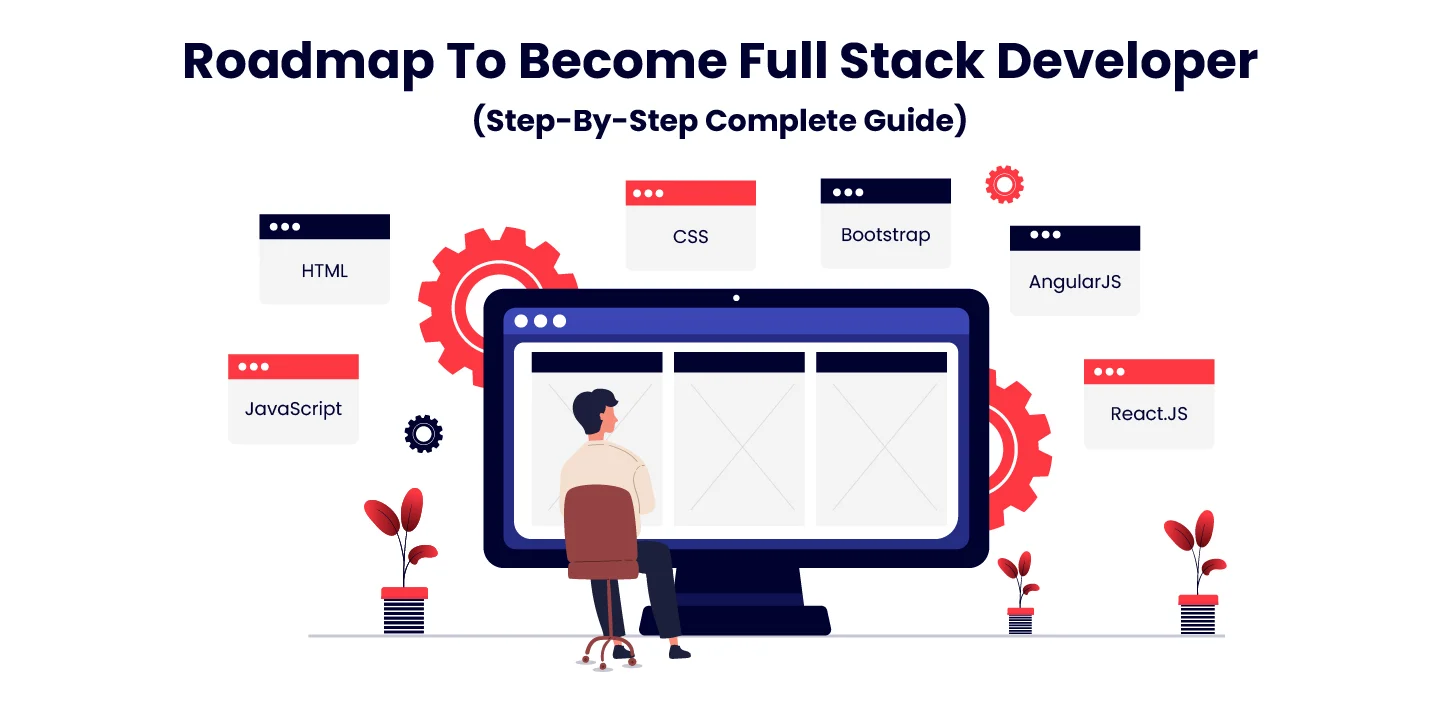 Roadmap To Become Full Stack Developer
(Step-By-Step Complete Guide)
CSS
Bootstrap
HTML
AngularJS
JavaScript
React.JS